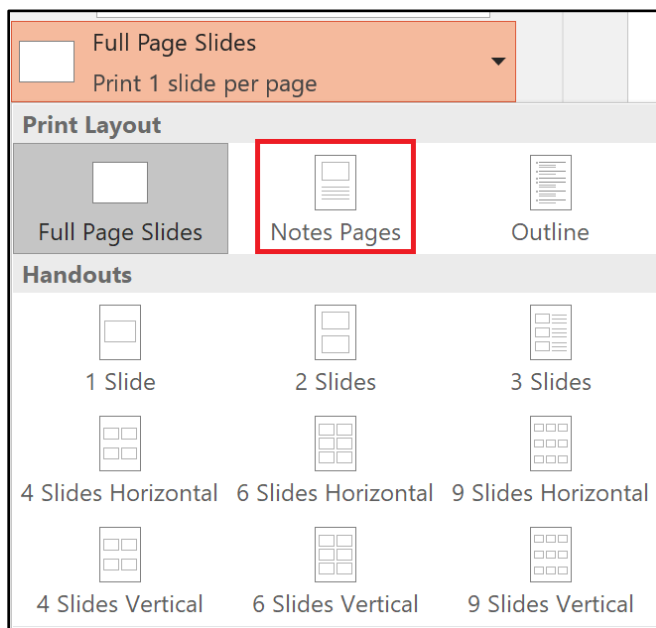 Full Page Slides
Print 1 slide per page
Print Layout
Full Page Slides
Notes Pages
Outline
Handouts
1 Slide
2 Slides
3 Slides
4 Slides Horizontal
6 Slides Horizontal
9 Slides Horizontal
4 Slides Vertical
6 Slides Vertical
9 Slides Vertical